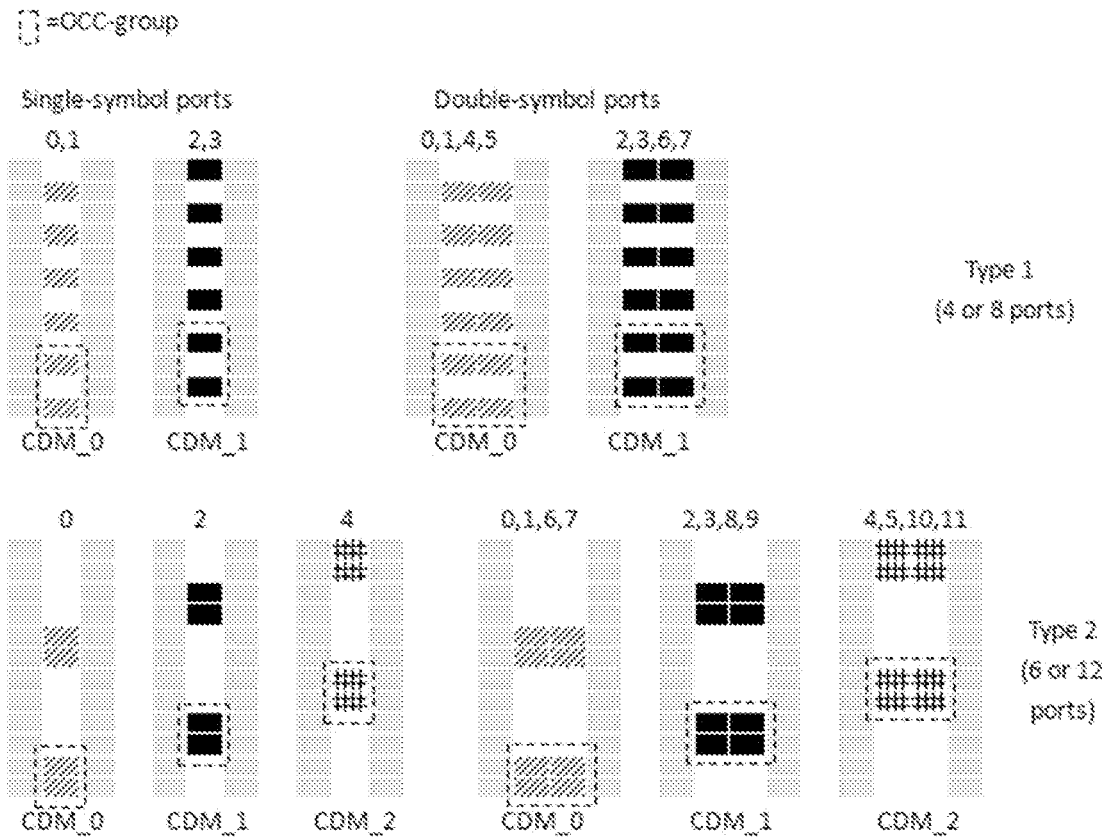 =OCC-group
Single-symbol ports
Double-symbol ports
0,1
2,3
0,1,4,5
2,3,6,7
Type 1
(4 or 8 ports)
CDM_0
CDM_1
CDM_0
CDM_1
0
2
4
0,1,6,7
2,3,8,9
4,5,10,11
Type 2
(6 or 12
ports)
CDM_0
CDM_1
CDM_2
CDM_0
CDM_1
CDM_2